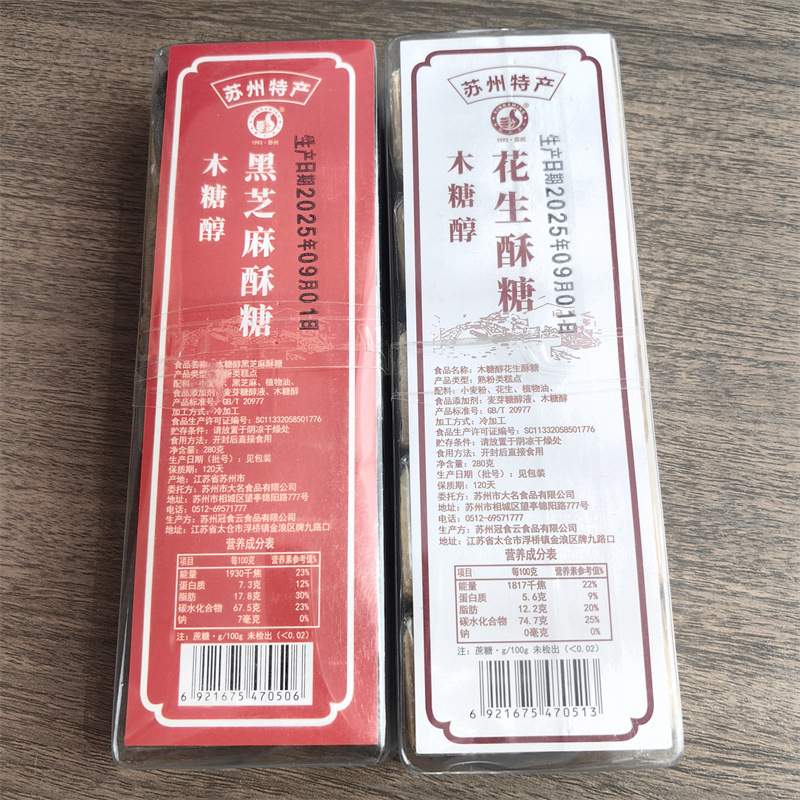 苏州特产
1993·苏州
黑芝麻酥糖
木糖醇
生产日期2025年09月01日
食品名称：木糖醇黑芝麻酥糖
产品类型：熟粉类糕点
配料：小麦粉、黑芝麻、植物油、
食品添加剂：麦芽糖醇液、木糖醇
产品标准号：GB/T 20977
加工方式：冷加工
食品生产许可证编号：SC11332058501776
贮存条件：请放置于阴凉干燥处
食用方法：开封后直接食用
净含量：280克
生产日期（批号）：见包装
保质期：120天
产地：江苏省苏州市
委托方：苏州市大名食品有限公司
地址：苏州市相城区望亭锦阳路777号
电话：0512-69571777
生产方：苏州冠食云食品有限公司
地址：江苏省太仓市浮桥镇金浪区牌九路口
营养成分表
项目 每100克 营养素参考值%
能量 1930千焦 23%
蛋白质 7.3克 12%
脂肪 17.8克 30%
碳水化合物 67.5克 23%
钠 7毫克 0%
注：蔗糖·g/100g 未检出（<0.02）
6 921675 470506
苏州特产
1993·苏州
花生酥糖
木糖醇
生产日期2025年09月01日
食品名称：木糖醇花生酥糖
产品类型：熟粉类糕点
配料：小麦粉、花生、植物油、
食品添加剂：麦芽糖醇液、木糖醇
产品标准号：GB/T 20977
加工方式：冷加工
食品生产许可证编号：SC11332058501776
贮存条件：请放置于阴凉干燥处
食用方法：开封后直接食用
净含量：280克
生产日期（批号）：见包装
保质期：120天
委托方：苏州市大名食品有限公司
地址：苏州市相城区望亭锦阳路777号
电话：0512-69571777
生产方：苏州冠食云食品有限公司
地址：江苏省太仓市浮桥镇金浪区牌九路口
营养成分表
项目 每100克 营养素参考值%
能量 1817千焦 22%
蛋白质 5.6克 9%
脂肪 12.2克 20%
碳水化合物 74.7克 25%
钠 0毫克 0%
注：蔗糖·g/100g 未检出（<0.02）
6 921675 470513